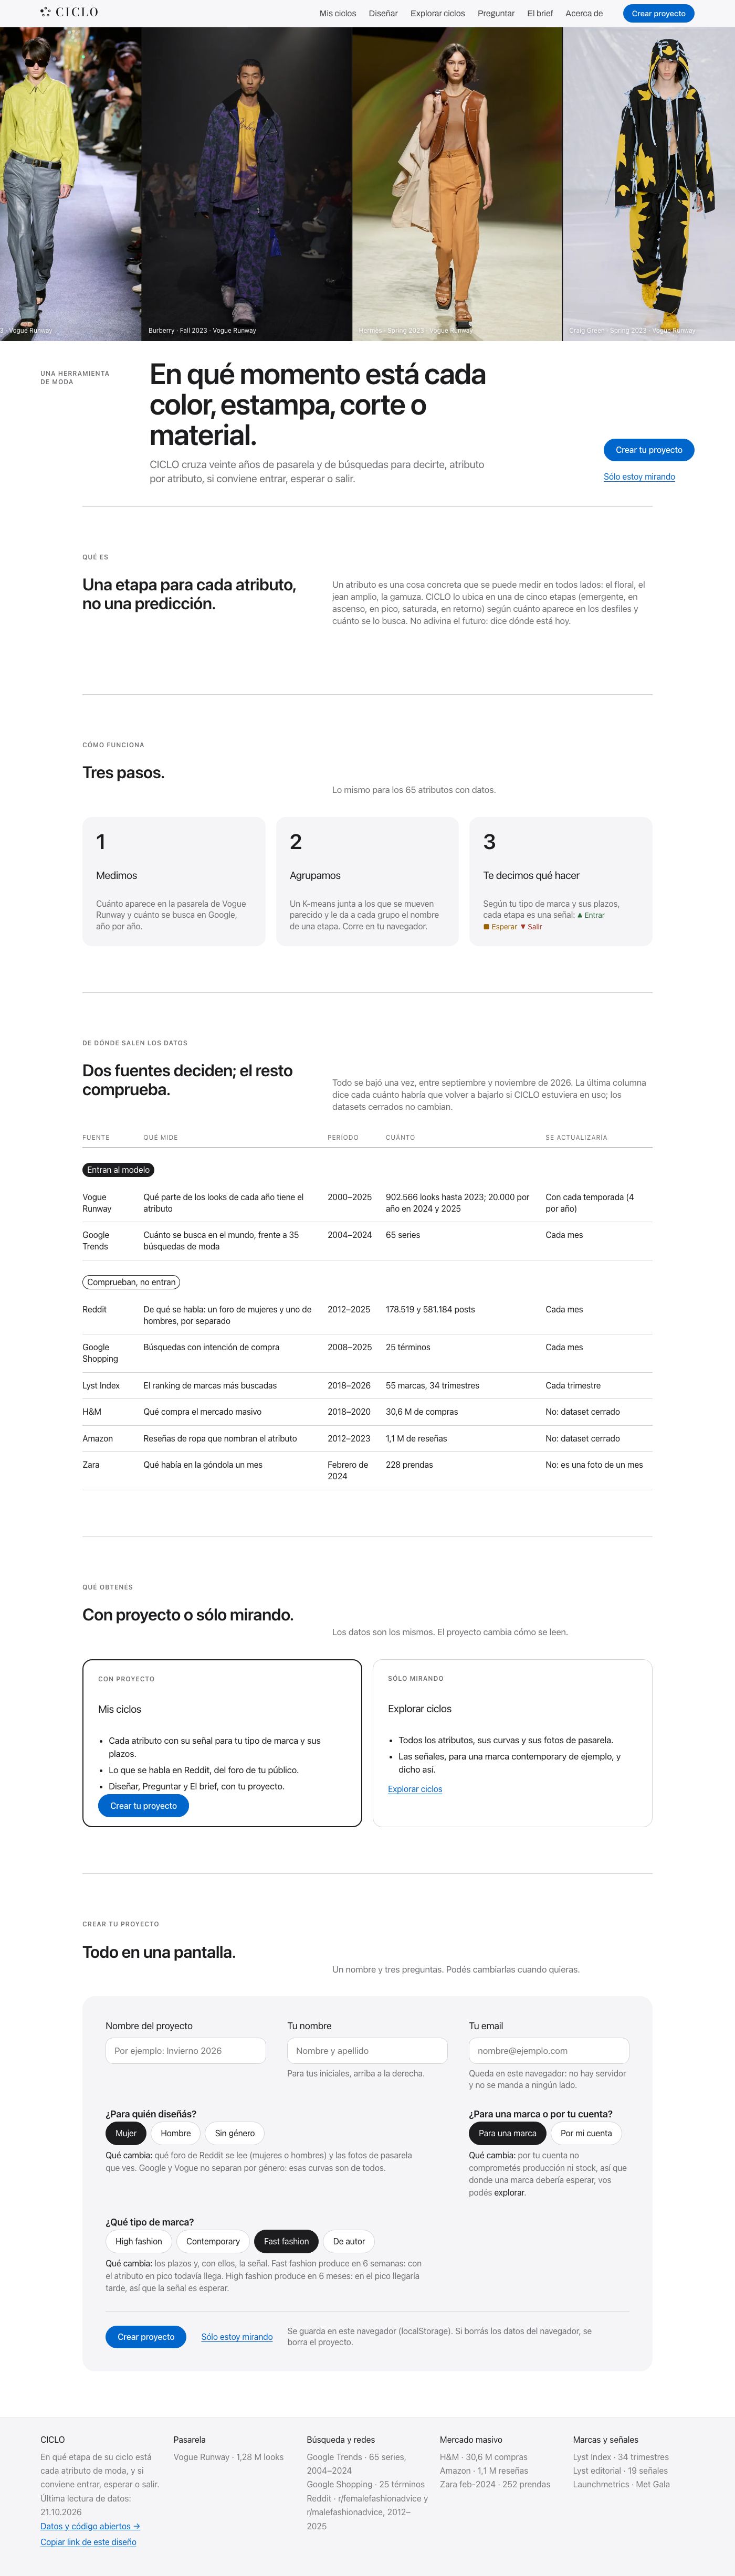 CICLO
Mis ciclos Diseñar Explorar ciclos Preguntar El brief Acerca de Crear proyecto
3 · Vogue Runway
Burberry · Fall 2023 · Vogue Runway
Hermès · Spring 2023 · Vogue Runway
Craig Green · Spring 2023 · Vogue Runway
UNA HERRAMIENTA
DE MODA
En qué momento está cada
color, estampa, corte o
material.
CICLO cruza veinte años de pasarela y de búsquedas para decirte, atributo
por atributo, si conviene entrar, esperar o salir.
Crear tu proyecto
Sólo estoy mirando
QUÉ ES
Una etapa para cada atributo,
no una predicción.
Un atributo es una cosa concreta que se puede medir en todos lados: el floral, el
jean amplio, la gamuza. CICLO lo ubica en una de cinco etapas (emergente, en
ascenso, en pico, saturada, en retorno) según cuánto aparece en los desfiles y
cuánto se lo busca. No adivina el futuro: dice dónde está hoy.
CÓMO FUNCIONA
Tres pasos.
Lo mismo para los 65 atributos con datos.
1
Medimos
Cuánto aparece en la pasarela de Vogue
Runway y cuánto se busca en Google,
año por año.
2
Agrupamos
Un K-means junta a los que se mueven
parecido y le da a cada grupo el nombre
de una etapa. Corre en tu navegador.
3
Te decimos qué hacer
Según tu tipo de marca y sus plazos,
cada etapa es una señal: ▲ Entrar
■ Esperar ▼ Salir
DE DÓNDE SALEN LOS DATOS
Dos fuentes deciden; el resto
comprueba.
Todo se bajó una vez, entre septiembre y noviembre de 2026. La última columna
dice cada cuánto habría que volver a bajarlo si CICLO estuviera en uso; los
datasets cerrados no cambian.
FUENTE QUÉ MIDE PERÍODO CUÁNTO SE ACTUALIZARÍA
Entran al modelo
Vogue Runway Qué parte de los looks de cada año tiene el atributo 2000–2025 902.566 looks hasta 2023; 20.000 por año en 2024 y 2025 Con cada temporada (4 por año)
Google Trends Cuánto se busca en el mundo, frente a 35 búsquedas de moda 2004–2024 65 series Cada mes
Comprueban, no entran
Reddit De qué se habla: un foro de mujeres y uno de hombres, por separado 2012–2025 178.519 y 581.184 posts Cada mes
Google Shopping Búsquedas con intención de compra 2008–2025 25 términos Cada mes
Lyst Index El ranking de marcas más buscadas 2018–2026 55 marcas, 34 trimestres Cada trimestre
H&M Qué compra el mercado masivo 2018–2020 30,6 M de compras No: dataset cerrado
Amazon Reseñas de ropa que nombran el atributo 2012–2023 1,1 M de reseñas No: dataset cerrado
Zara Qué había en la góndola un mes Febrero de 2024 228 prendas No: es una foto de un mes
QUÉ OBTENÉS
Con proyecto o sólo mirando.
Los datos son los mismos. El proyecto cambia cómo se leen.
CON PROYECTO
Mis ciclos
• Cada atributo con su señal para tu tipo de marca y sus
plazos.
• Lo que se habla en Reddit, del foro de tu público.
• Diseñar, Preguntar y El brief, con tu proyecto.
Crear tu proyecto
SÓLO MIRANDO
Explorar ciclos
• Todos los atributos, sus curvas y sus fotos de pasarela.
• Las señales, para una marca contemporary de ejemplo, y
dicho así.
Explorar ciclos
CREAR TU PROYECTO
Todo en una pantalla.
Un nombre y tres preguntas. Podés cambiarlas cuando quieras.
Nombre del proyecto
Por ejemplo: Invierno 2026
Tu nombre
Nombre y apellido
Para tus iniciales, arriba a la derecha.
Tu email
nombre@ejemplo.com
Queda en este navegador: no hay servidor
y no se manda a ningún lado.
¿Para quién diseñás?
Mujer Hombre Sin género
Qué cambia: qué foro de Reddit se lee (mujeres o hombres) y las fotos de pasarela
que ves. Google y Vogue no separan por género: esas curvas son de todos.
¿Para una marca o por tu cuenta?
Para una marca Por mi cuenta
Qué cambia: por tu cuenta no
comprometés producción ni stock, así que
donde una marca debería esperar, vos
podés explorar.
¿Qué tipo de marca?
High fashion Contemporary Fast fashion De autor
Qué cambia: los plazos y, con ellos, la señal. Fast fashion produce en 6 semanas: con
el atributo en pico todavía llega. High fashion produce en 6 meses: en el pico llegaría
tarde, así que la señal es esperar.
Crear proyecto
Sólo estoy mirando
Se guarda en este navegador (localStorage). Si borrás los datos del navegador, se
borra el proyecto.
CICLO
En qué etapa de su ciclo está
cada atributo de moda, y si
conviene entrar, esperar o salir.
Última lectura de datos:
21.10.2026
Datos y código abiertos →
Copiar link de este diseño
Pasarela
Vogue Runway · 1,28 M looks
Búsqueda y redes
Google Trends · 65 series,
2004–2024
Google Shopping · 25 términos
Reddit · r/femalefashionadvice y
r/malefashionadvice, 2012–
2025
Mercado masivo
H&M · 30,6 M compras
Amazon · 1,1 M reseñas
Zara feb-2024 · 252 prendas
Marcas y señales
Lyst Index · 34 trimestres
Lyst editorial · 19 señales
Launchmetrics · Met Gala